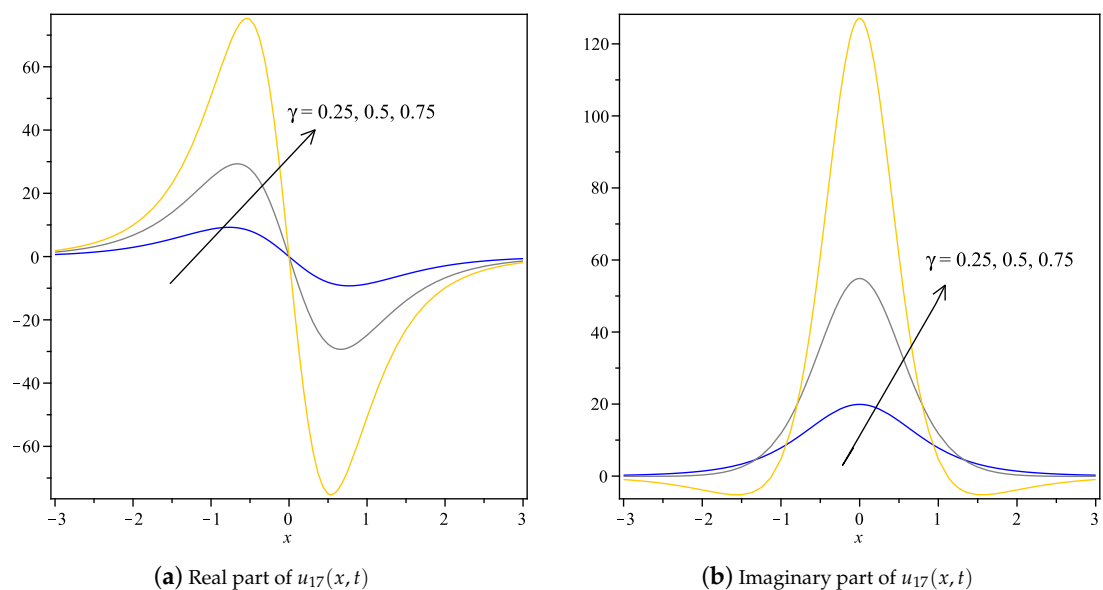 60
40
20
0
−20
−40
−60
γ = 0.25, 0.5, 0.75
−3 −2 −1 0 1 2 3
x
(a) Real part of u₁₇(x, t)
120
100
80
60
40
20
0
γ = 0.25, 0.5, 0.75
−3 −2 −1 0 1 2 3
x
(b) Imaginary part of u₁₇(x, t)